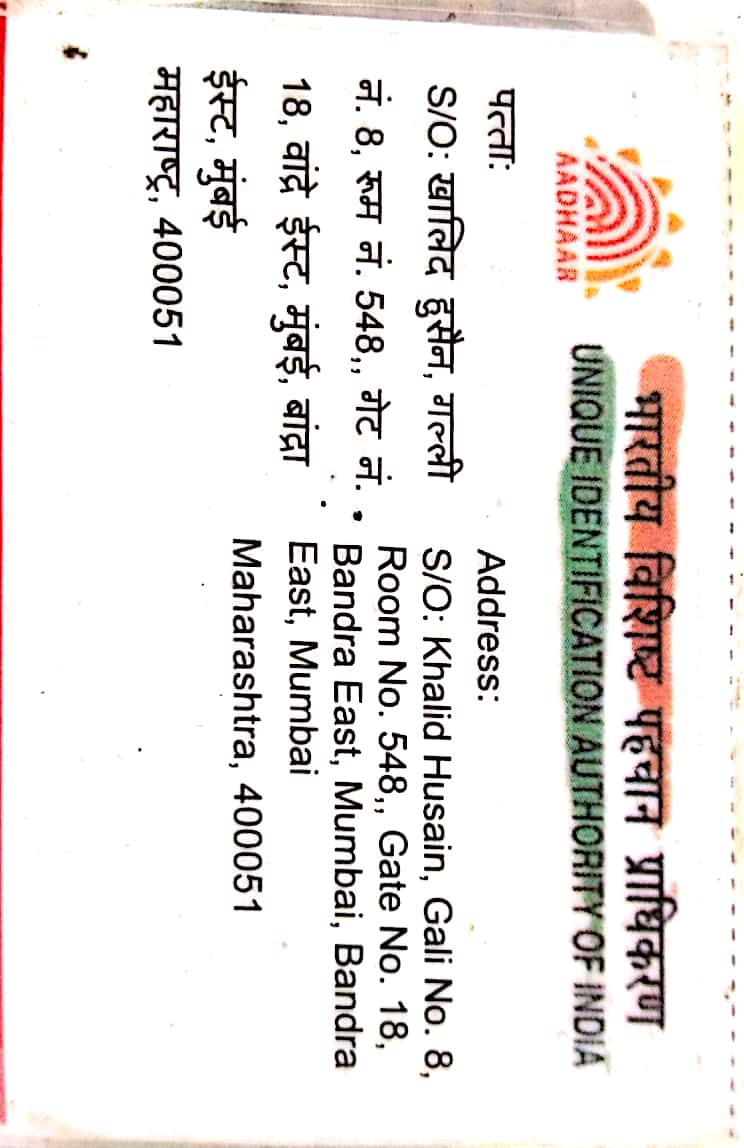 भारतीय विशिष्ट पहचान प्राधिकरण
UNIQUE IDENTIFICATION AUTHORITY OF INDIA
AADHAAR
पत्ता:
S/O: खालिद हुसैन, गल्ली
नं. 8, रूम नं. 548,, गेट नं.
18, वांद्रे ईस्ट, मुंबई, बांद्रा
ईस्ट, मुंबई
महाराष्ट्र, 400051
Address:
S/O: Khalid Husain, Gali No. 8,
Room No. 548,, Gate No. 18,
Bandra East, Mumbai, Bandra
East, Mumbai
Maharashtra, 400051